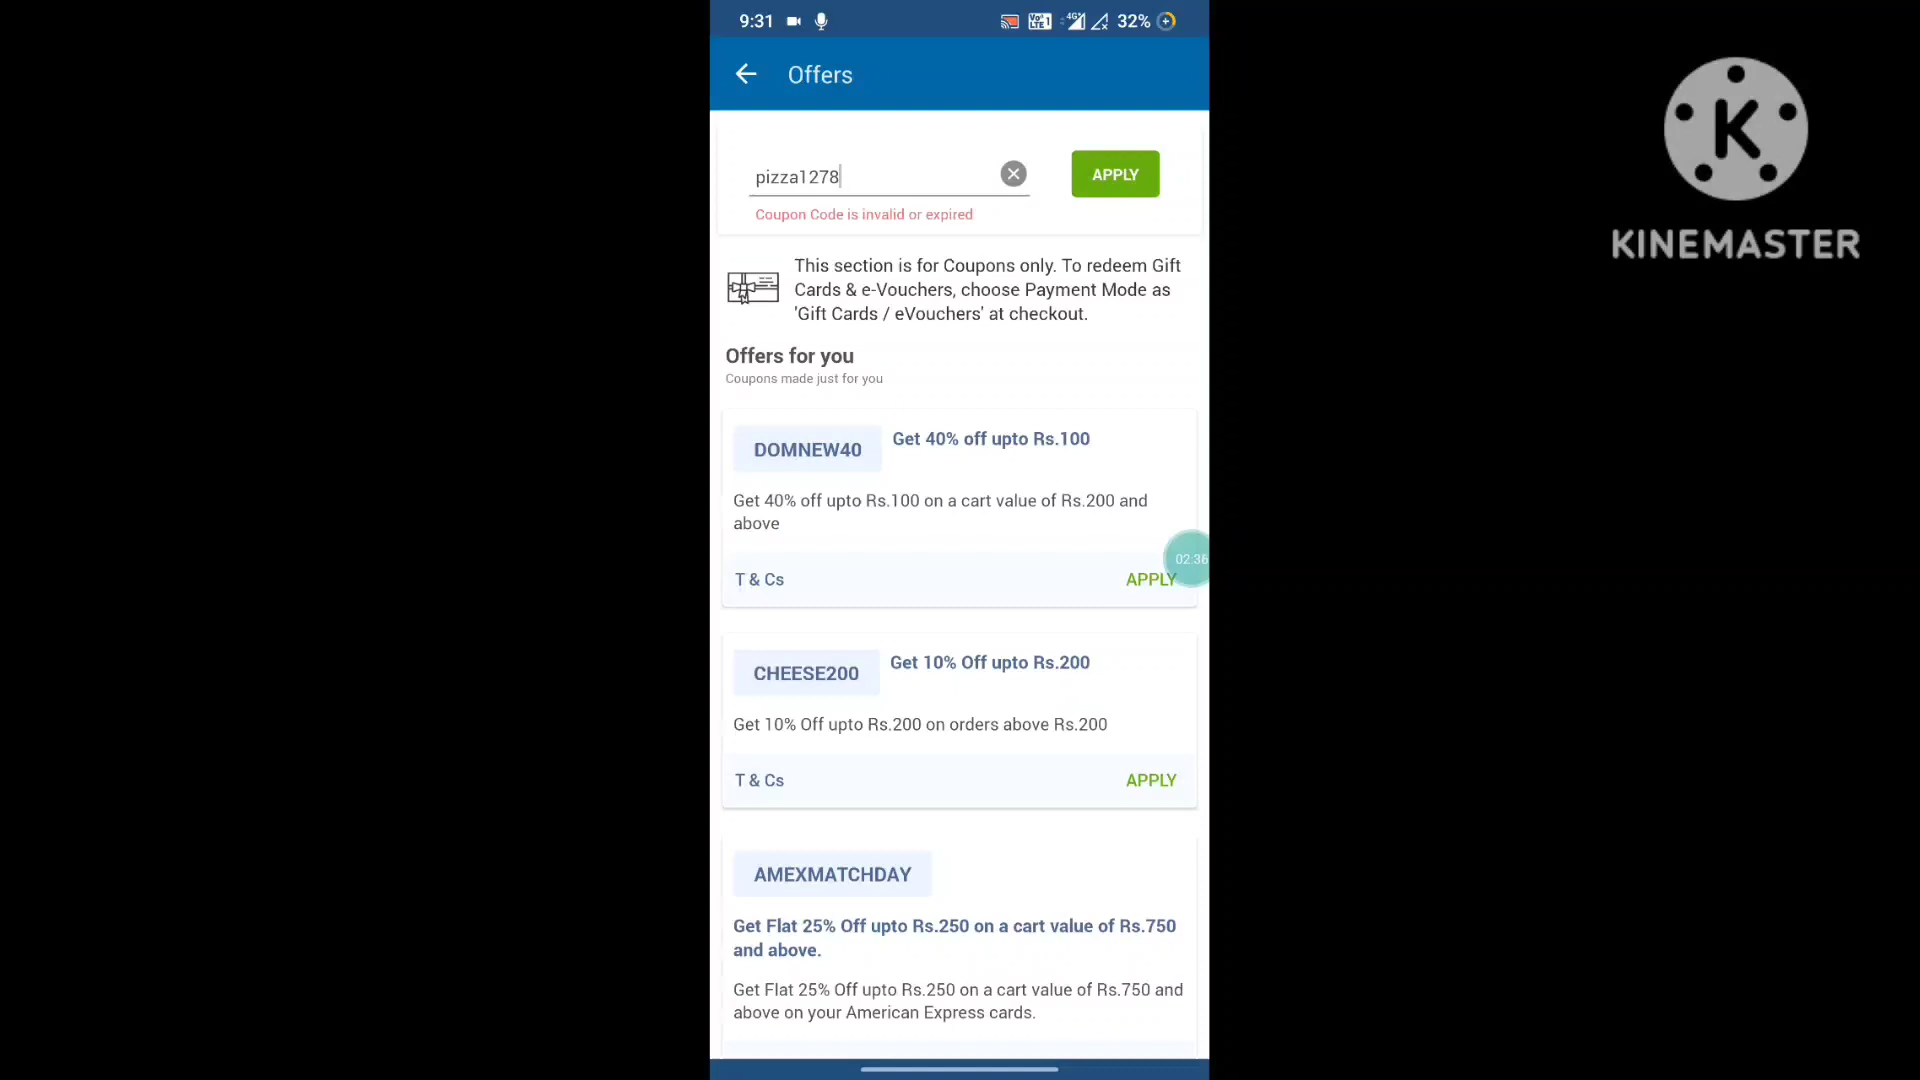 9:31
Vo
LTE 1
4G
32%
Offers
pizza1278
APPLY
Coupon Code is invalid or expired
This section is for Coupons only. To redeem Gift
Cards & e-Vouchers, choose Payment Mode as
'Gift Cards / eVouchers' at checkout.
Offers for you
Coupons made just for you
DOMNEW40
Get 40% off upto Rs.100
Get 40% off upto Rs.100 on a cart value of Rs.200 and
above
02:36
T & Cs
APPLY
CHEESE200
Get 10% Off upto Rs.200
Get 10% Off upto Rs.200 on orders above Rs.200
T & Cs
APPLY
AMEXMATCHDAY
Get Flat 25% Off upto Rs.250 on a cart value of Rs.750
and above.
Get Flat 25% Off upto Rs.250 on a cart value of Rs.750 and
above on your American Express cards.
K
KINEMASTER